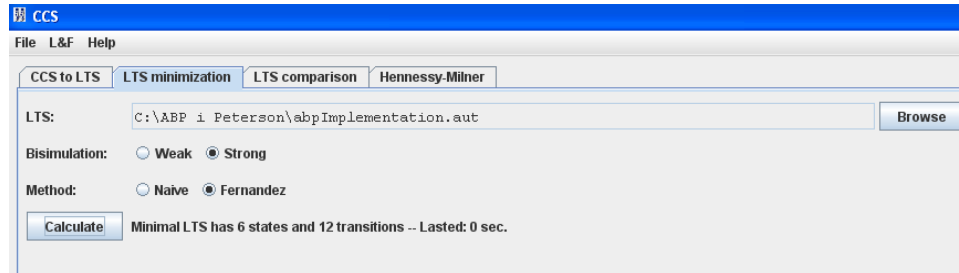 CCS
File L&F Help
CCS to LTS LTS minimization LTS comparison Hennessy-Milner
LTS: C:\ABP i Peterson\abpImplementation.aut Browse
Bisimulation: Weak Strong
Method: Naive Fernandez
Calculate Minimal LTS has 6 states and 12 transitions -- Lasted: 0 sec.